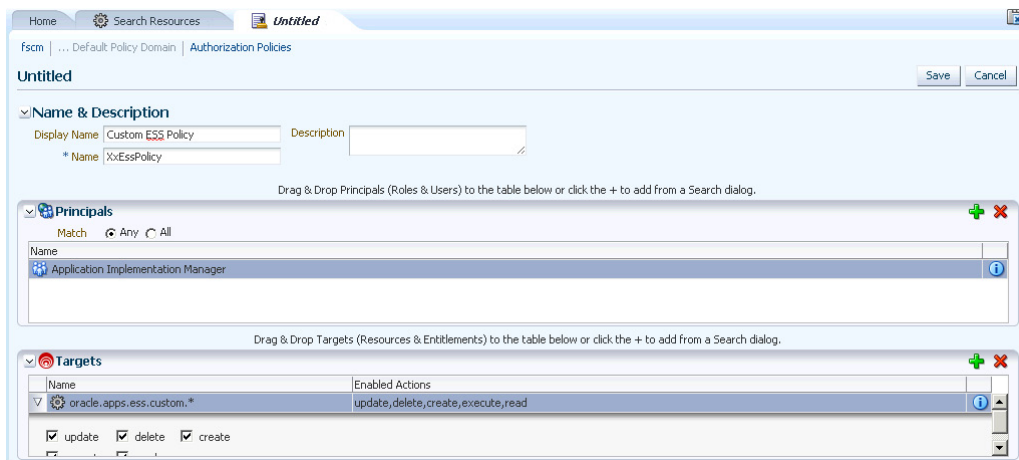 Home Search Resources Untitled
fscm | ... Default Policy Domain | Authorization Policies
Untitled Save Cancel
Name & Description
Display Name Custom ESS Policy Description
* Name XxEssPolicy
Drag & Drop Principals (Roles & Users) to the table below or click the + to add from a Search dialog.
Principals
Match Any All
Name
Application Implementation Manager
Drag & Drop Targets (Resources & Entitlements) to the table below or click the + to add from a Search dialog.
Targets
Name Enabled Actions
oracle.apps.ess.custom.* update,delete,create,execute,read
update delete create